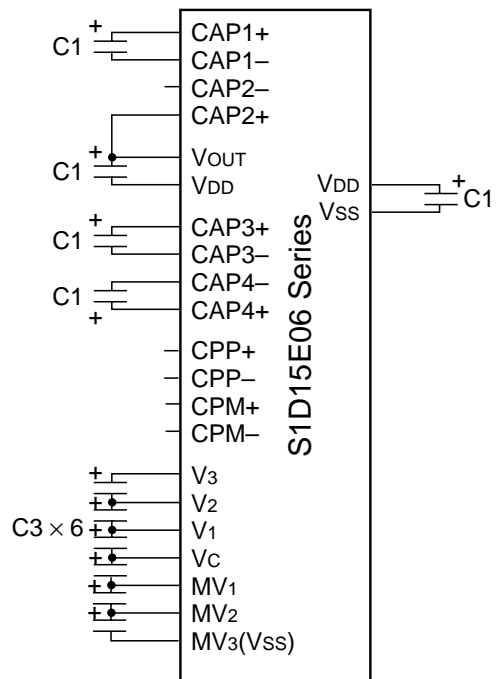 +
C1
CAP1+
CAP1–
CAP2–
CAP2+
+
C1
VOUT
VDD
VDD
VSS
+
C1
+
C1
CAP3+
CAP3–
C1
+
CAP4–
CAP4+
CPP+
CPP–
CPM+
CPM–
S1D15E06 Series
+
V3
+
V2
C3 × 6
+
V1
+
VC
+
MV1
+
MV2
MV3(VSS)